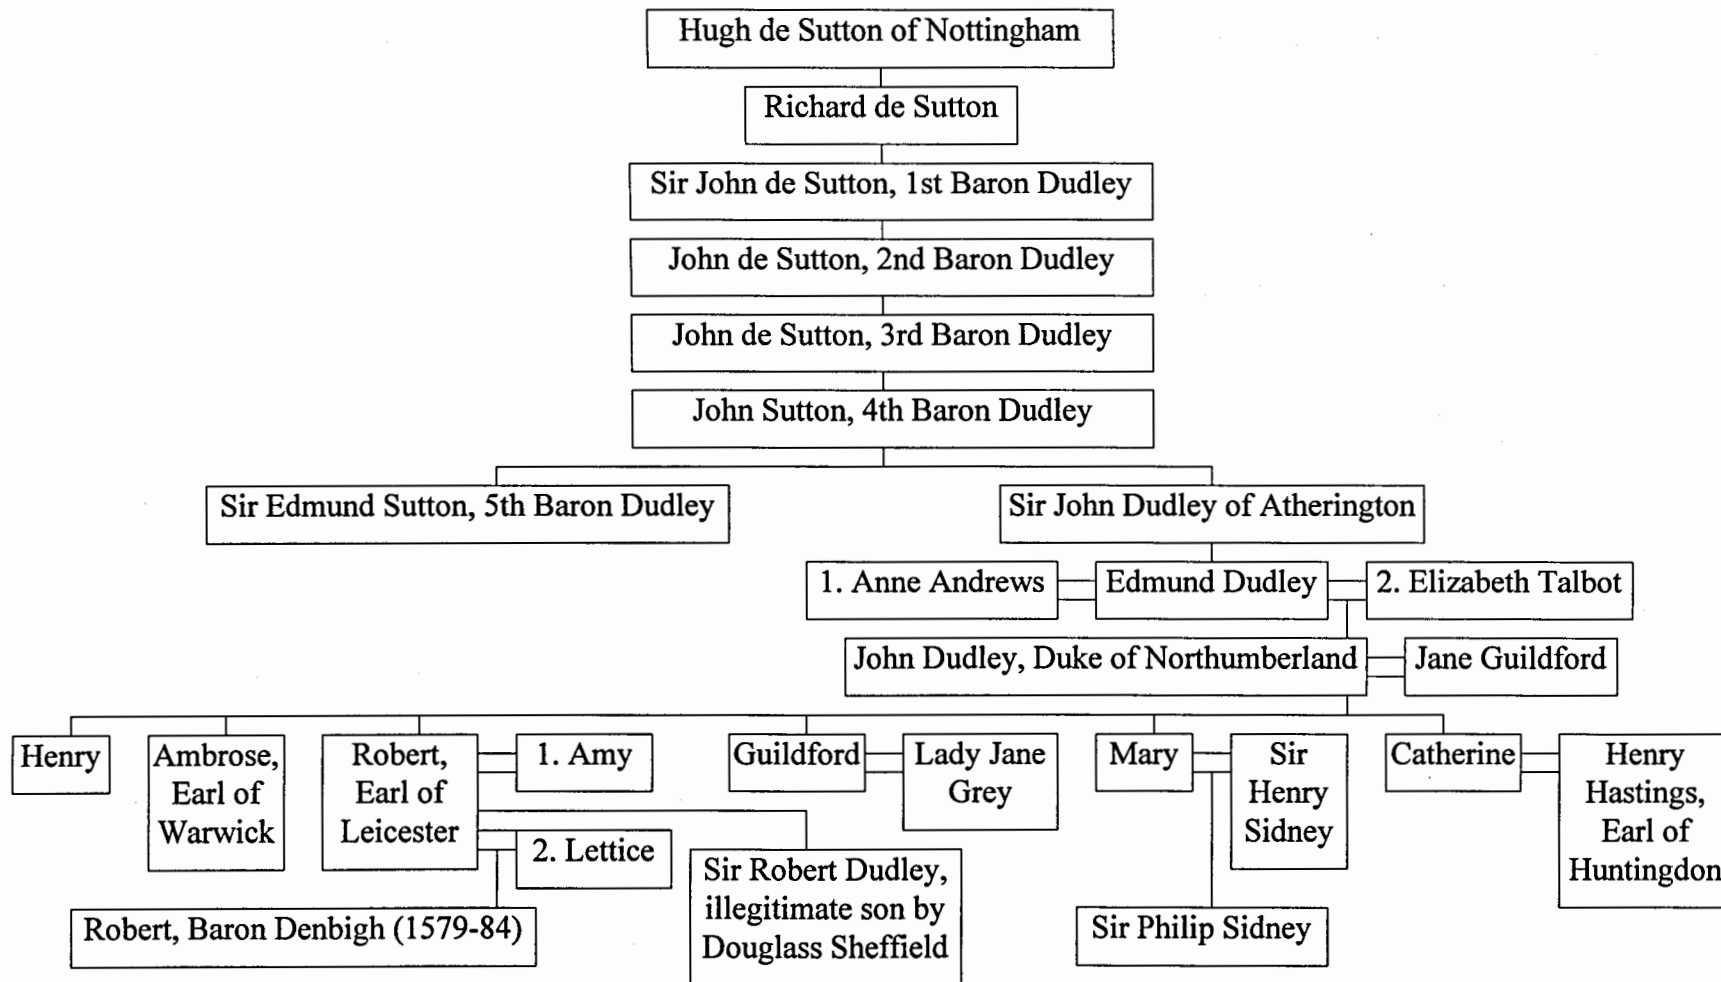 Hugh de Sutton of Nottingham
Richard de Sutton
Sir John de Sutton, 1st Baron Dudley
John de Sutton, 2nd Baron Dudley
John de Sutton, 3rd Baron Dudley
John Sutton, 4th Baron Dudley
Sir Edmund Sutton, 5th Baron Dudley
Sir John Dudley of Atherington
1. Anne Andrews
Edmund Dudley
2. Elizabeth Talbot
John Dudley, Duke of Northumberland
Jane Guildford
Henry
Ambrose,
Earl of
Warwick
Robert,
Earl of
Leicester
1. Amy
2. Lettice
Guildford
Lady Jane
Grey
Mary
Sir
Henry
Sidney
Catherine
Henry
Hastings,
Earl of
Huntingdon
Robert, Baron Denbigh (1579-84)
Sir Robert Dudley,
illegitimate son by
Douglass Sheffield
Sir Philip Sidney